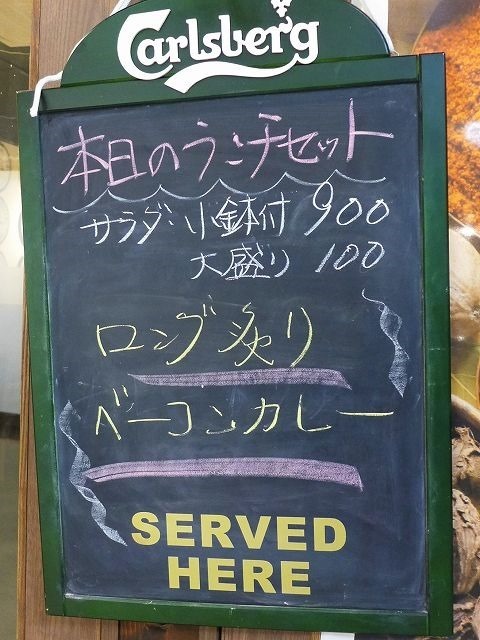 Carlsberg
本日のランチセット
サラダ・小鉢付 900
大盛り 100
ロング炙り
ベーコンカレー
SERVED
HERE